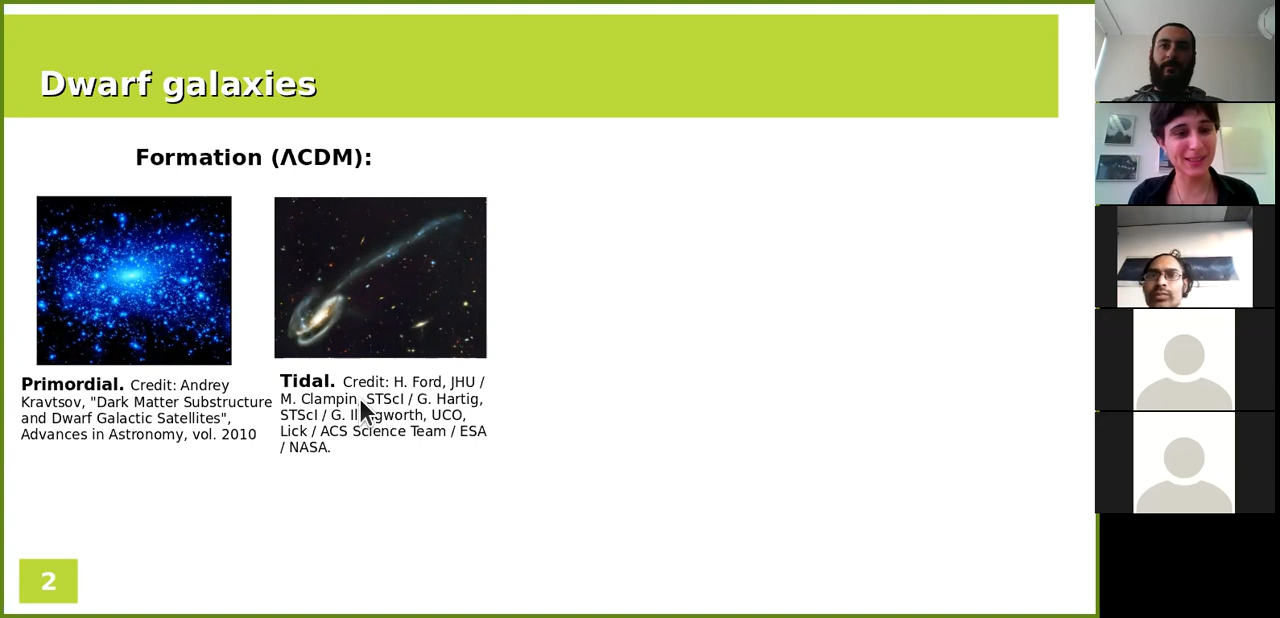 Dwarf galaxies
Formation (ΛCDM):
Primordial. Credit: Andrey
Kravtsov, "Dark Matter Substructure
and Dwarf Galactic Satellites",
Advances in Astronomy, vol. 2010
Tidal. Credit: H. Ford, JHU /
M. Clampin, STScI / G. Hartig,
STScI / G. UCO,
Lick / ACS Science Team / ESA
/ NASA.
2